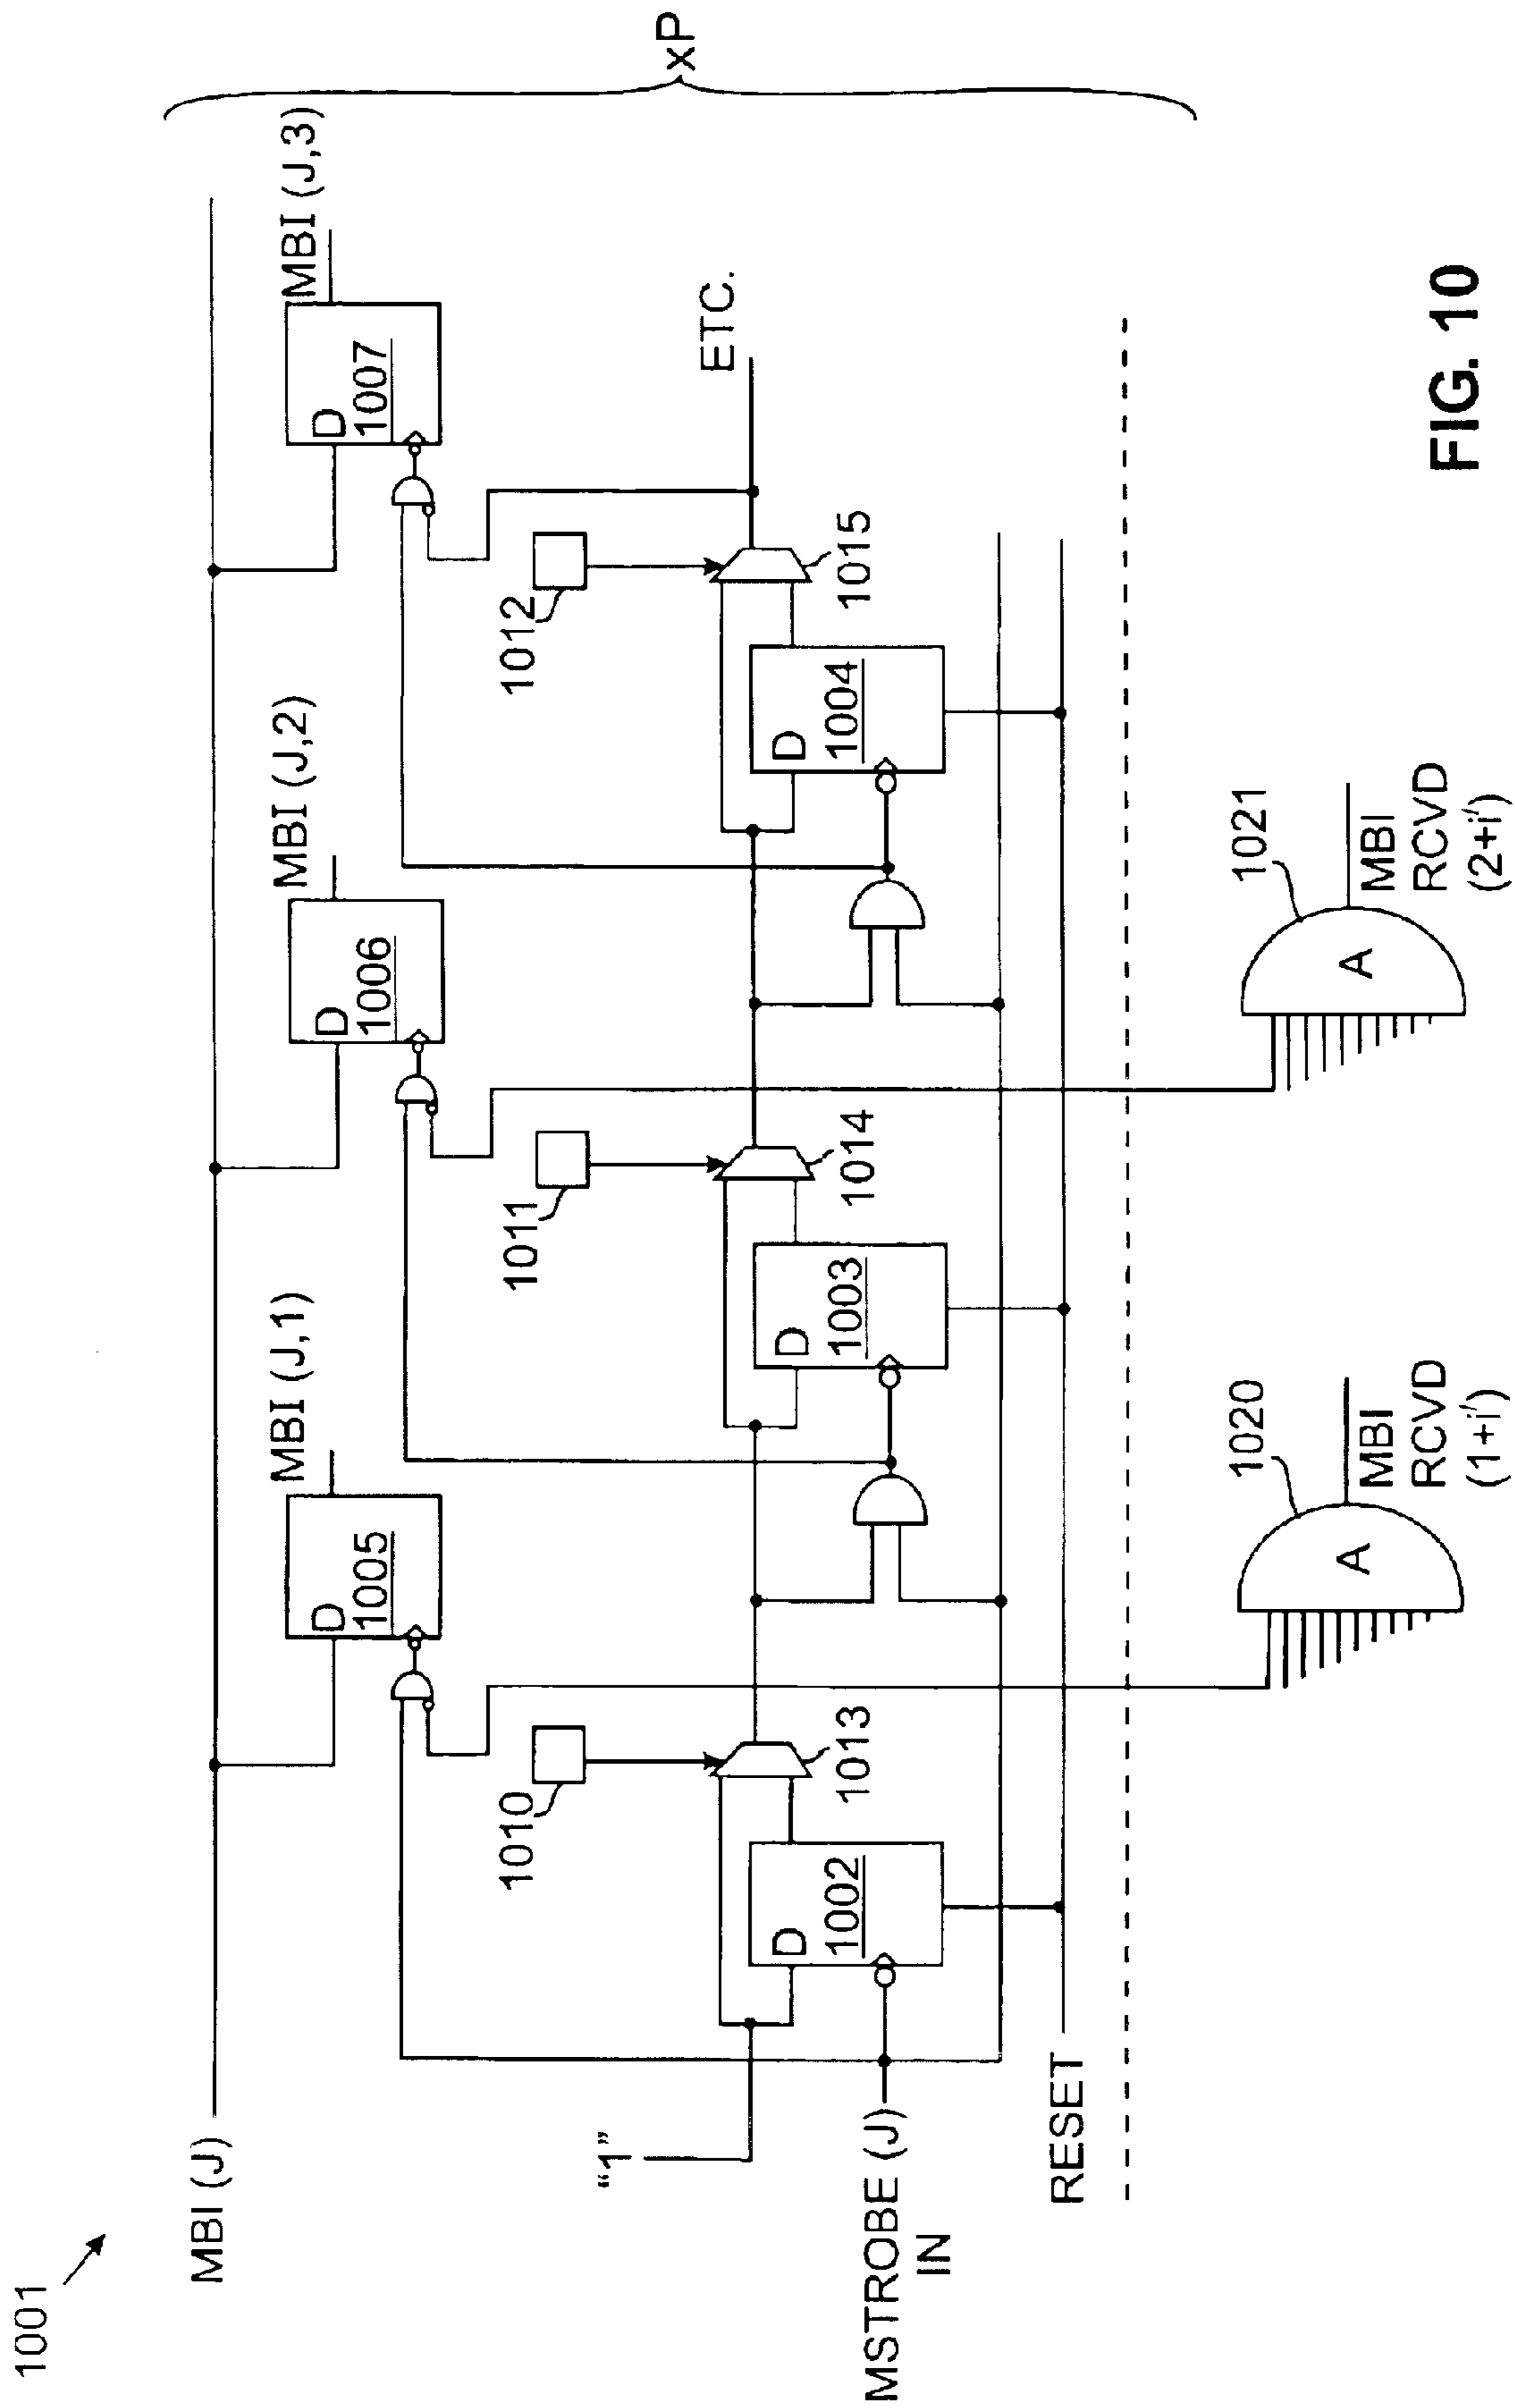 1001
MBI (J)
MBI (J,1)
MBI (J,2)
MBI (J,3)
D
1005
D
1006
D
1007
1010
1011
1012
"1"
D
1002
1013
D
1003
1014
D
1004
1015
ETC.
MSTROBE (J)
IN
RESET
xP
1020
A
MBI
RCVD
(1+i')
1021
A
MBI
RCVD
(2+i')
FIG. 10